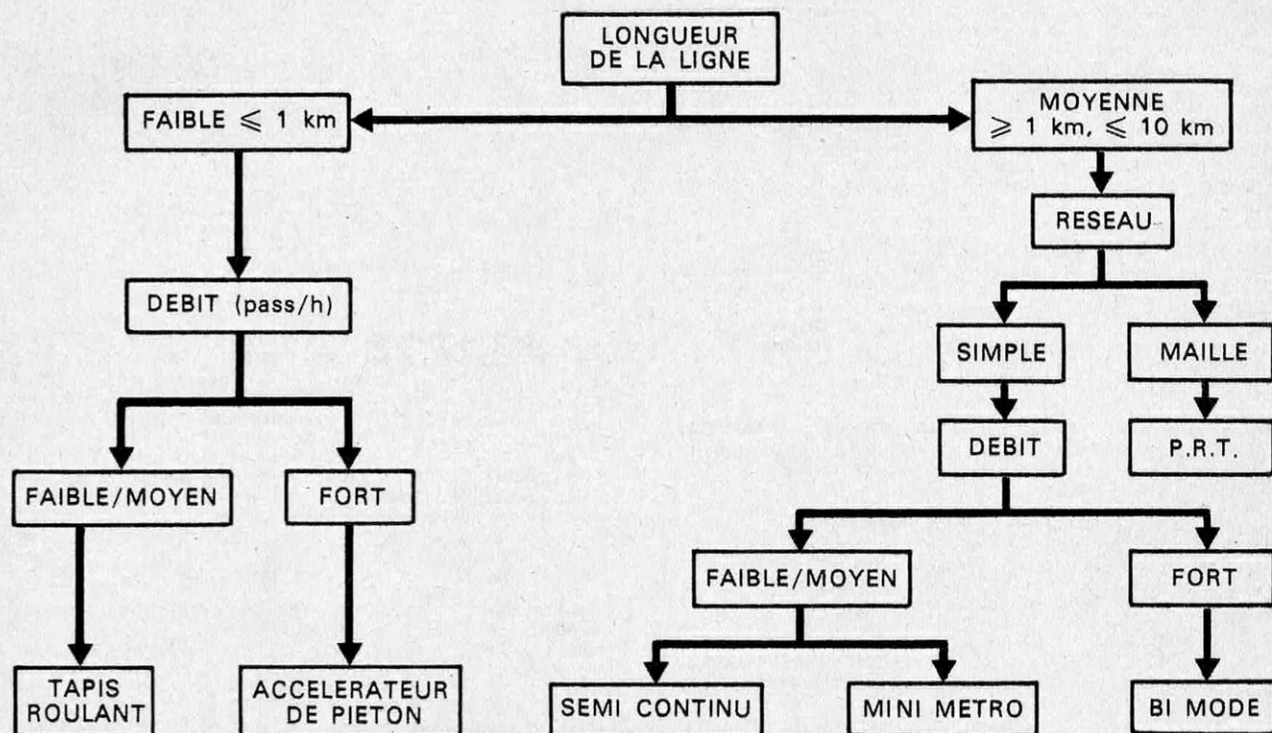 LONGUEUR
DE LA LIGNE
FAIBLE ⩽ 1 km
MOYENNE
⩾ 1 km, ⩽ 10 km
RESEAU
DEBIT (pass/h)
SIMPLE
MAILLE
DEBIT
P.R.T.
FAIBLE/MOYEN
FORT
FAIBLE/MOYEN
FORT
TAPIS
ROULANT
ACCELERATEUR
DE PIETON
SEMI CONTINU
MINI METRO
BI MODE